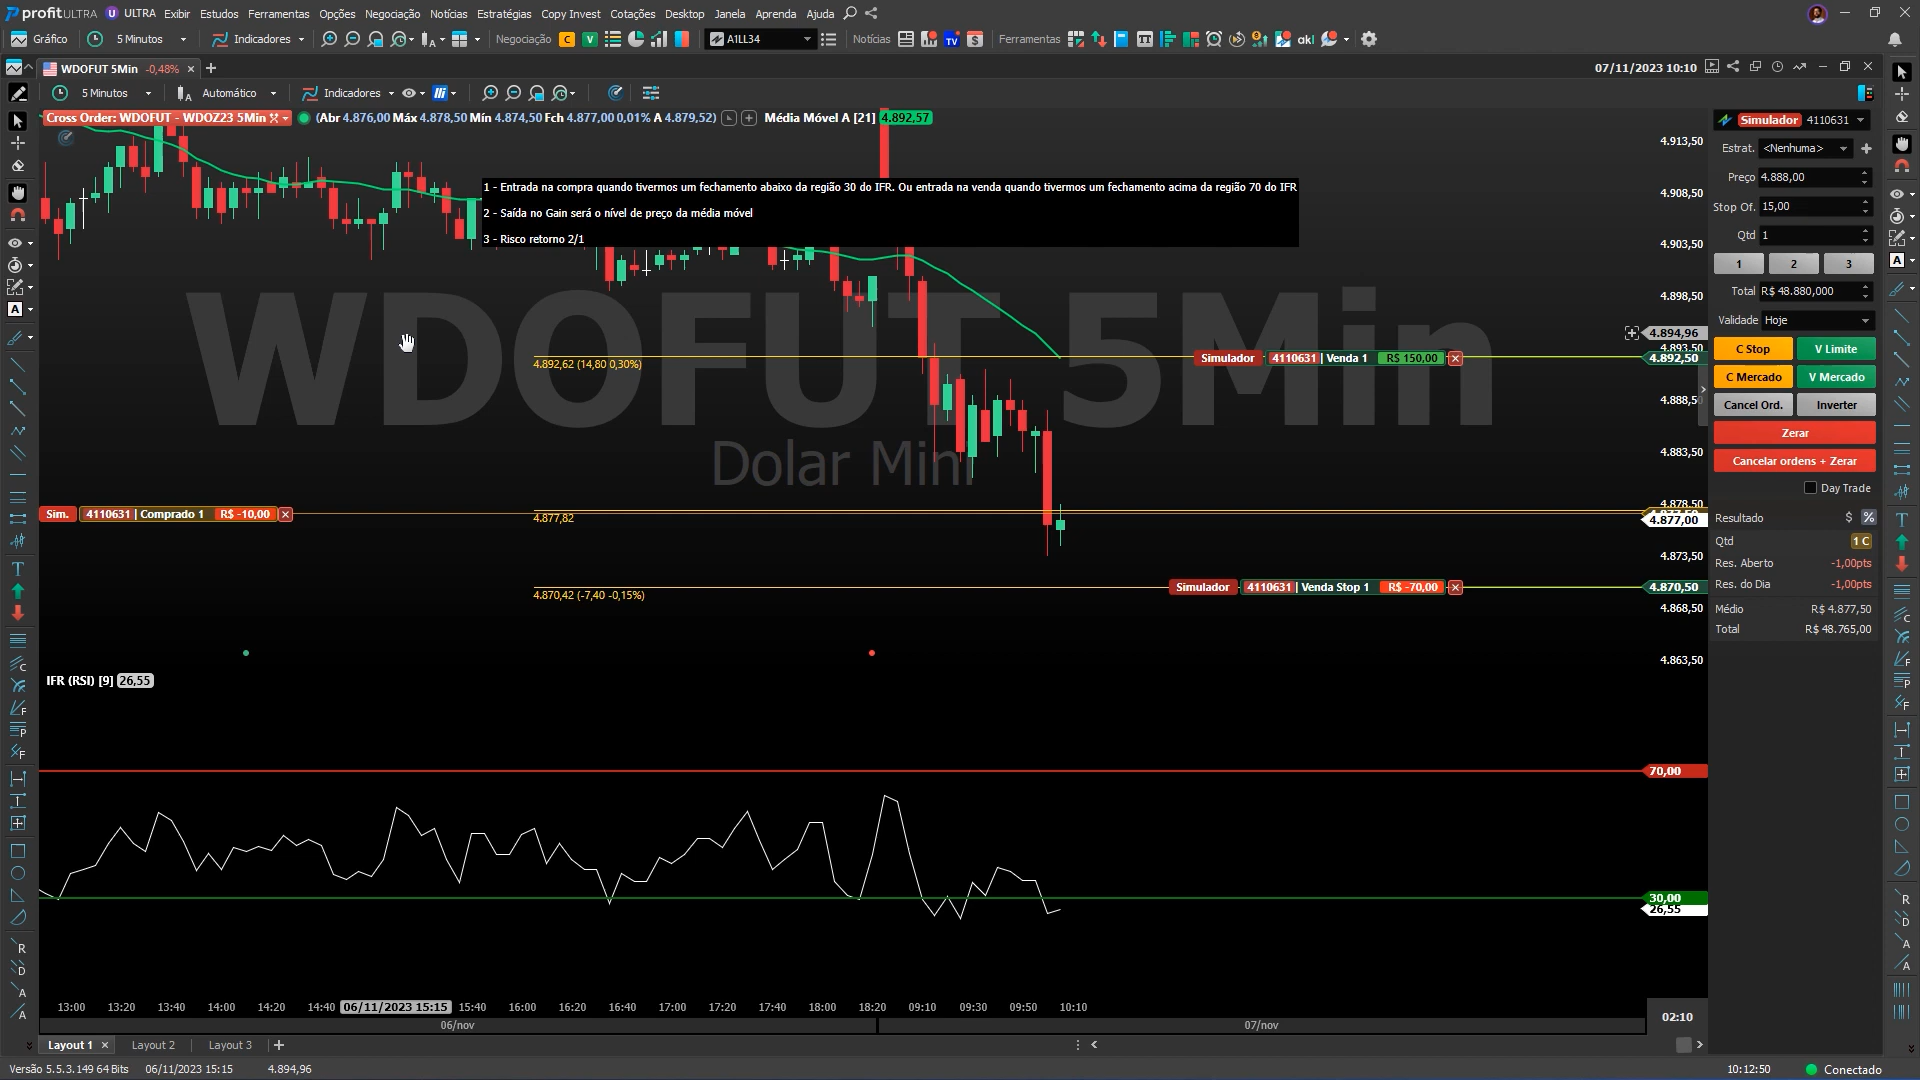 profitULTRA U ULTRA Exibir Estudos Ferramentas Opções Negociação Notícias Estratégias Copy Invest Cotações Desktop Janela Aprenda Ajuda
Gráfico 5 Minutos Indicadores Negociação C V A1LL34 Notícias Ferramentas
WDOFUT 5Min -0,48% 07/11/2023 10:10
5 Minutos Automático Indicadores
Cross Order: WDOFUT - WDOZ23 5Min (Abr 4.876,00 Máx 4.878,50 Mín 4.874,50 Fch 4.877,00 0,01% A 4.879,52) Média Móvel A [21] 4.892,57
1 - Entrada na compra quando tivermos um fechamento abaixo da região 30 do IFR. Ou entrada na venda quando tivermos um fechamento acima da região 70 do IFR
2 - Saída no Gain será o nível de preço da média móvel
3 - Risco retorno 2/1
WDOFUT 5Min
Dolar Mini
4.892,62 (14,80 0,30%)
Simulador 4110631 | Venda 1 R$ 150,00
Sim. 4110631 | Comprado 1 R$ -10,00
4.877,82
4.870,42 (-7,40 -0,15%)
Simulador 4110631 | Venda Stop 1 R$ -70,00
4.913,50
4.908,50
4.903,50
4.898,50
4.894,96
4.893,50
4.892,50
4.888,50
4.883,50
4.878,50
4.877,00
4.873,50
4.870,50
4.868,50
4.863,50
IFR (RSI) [9] 26,55
70,00
30,00
26,55
13:00 13:20 13:40 14:00 14:20 14:40 06/11/2023 15:15 15:40 16:00 16:20 16:40 17:00 17:20 17:40 18:00 18:20 09:10 09:30 09:50 10:10
06/nov 07/nov
02:10
Simulador 4110631
Estrat. <Nenhuma>
Preço 4.888,00
Stop Of. 15,00
Qtd 1
1 2 3
Total R$ 48.880,000
Validade Hoje
C Stop V Limite
C Mercado V Mercado
Cancel Ord. Inverter
Zerar
Cancelar ordens + Zerar
Day Trade
Resultado $ %
Qtd 1 C
Res. Aberto -1,00pts
Res. do Dia -1,00pts
Médio R$ 4.877,50
Total R$ 48.765,00
Layout 1 Layout 2 Layout 3
Versão 5.5.3.149 64 Bits 06/11/2023 15:15 4.894,96 10:12:50 Conectado